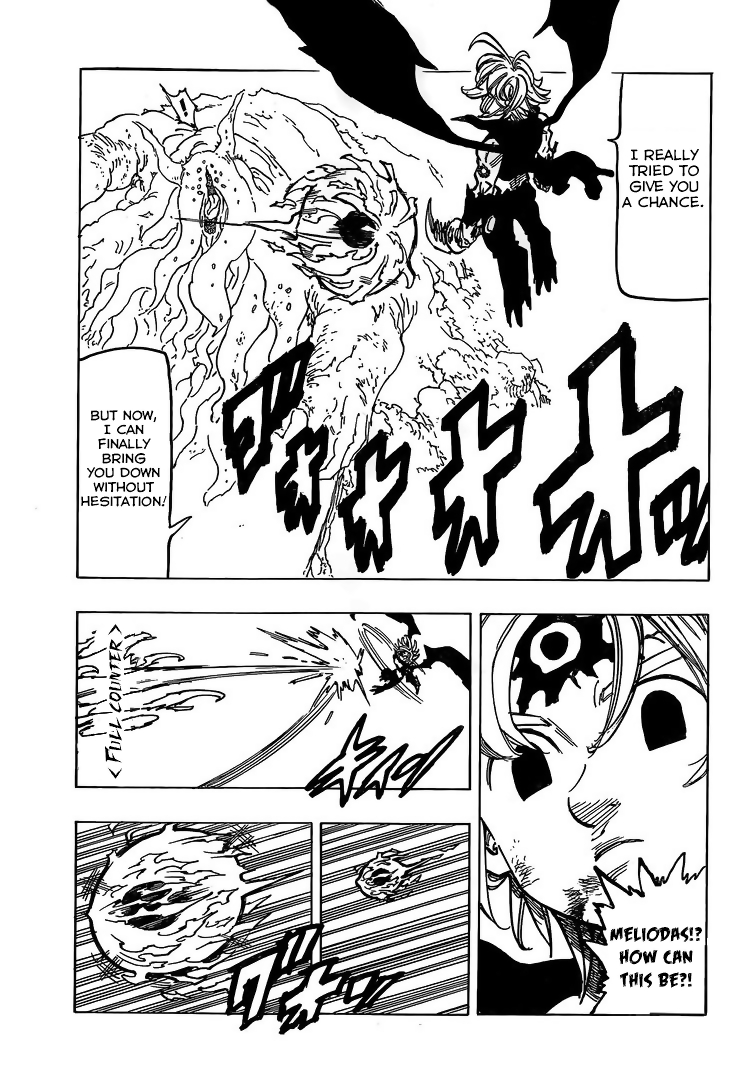 I REALLY
TRIED TO
GIVE YOU
A CHANCE.
!
BUT NOW,
I CAN
FINALLY
BRING
YOU DOWN
WITHOUT
HESITATION!
MELIODAS!?
HOW CAN
THIS BE?!
< FULL COUNTER >